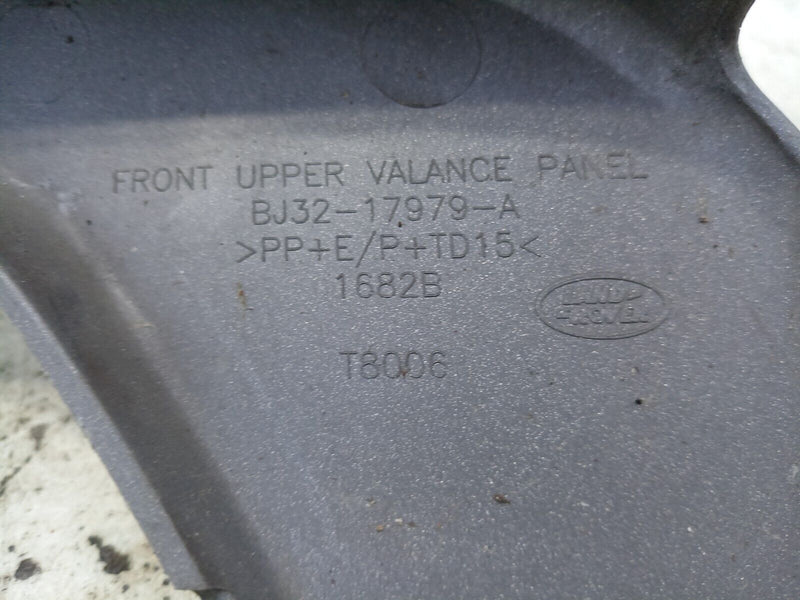 FRONT UPPER VALANCE PANEL
BJ32-17979-A
>PP+E/P+TD15<
1682B
LAND
ROVER
T8006